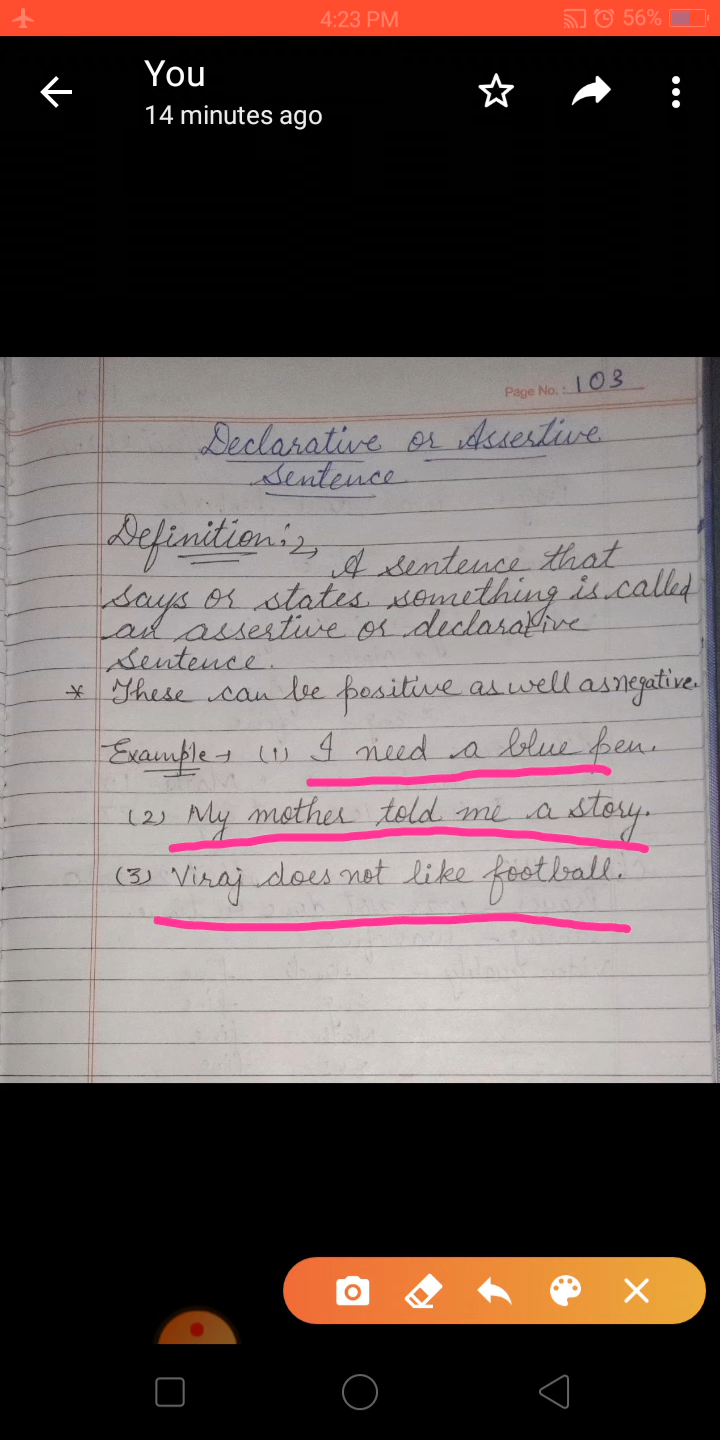 4:23 PM
56%
You
14 minutes ago
Page No. : 103
Declarative or Assertive
Sentence
Definition:
A sentence that
says or states something is called
an assertive or declarative
sentence.
* These can be positive as well as negative.
Example → (1) I need a blue pen.
(2) My mother told me a story.
(3) Viraj does not like football.